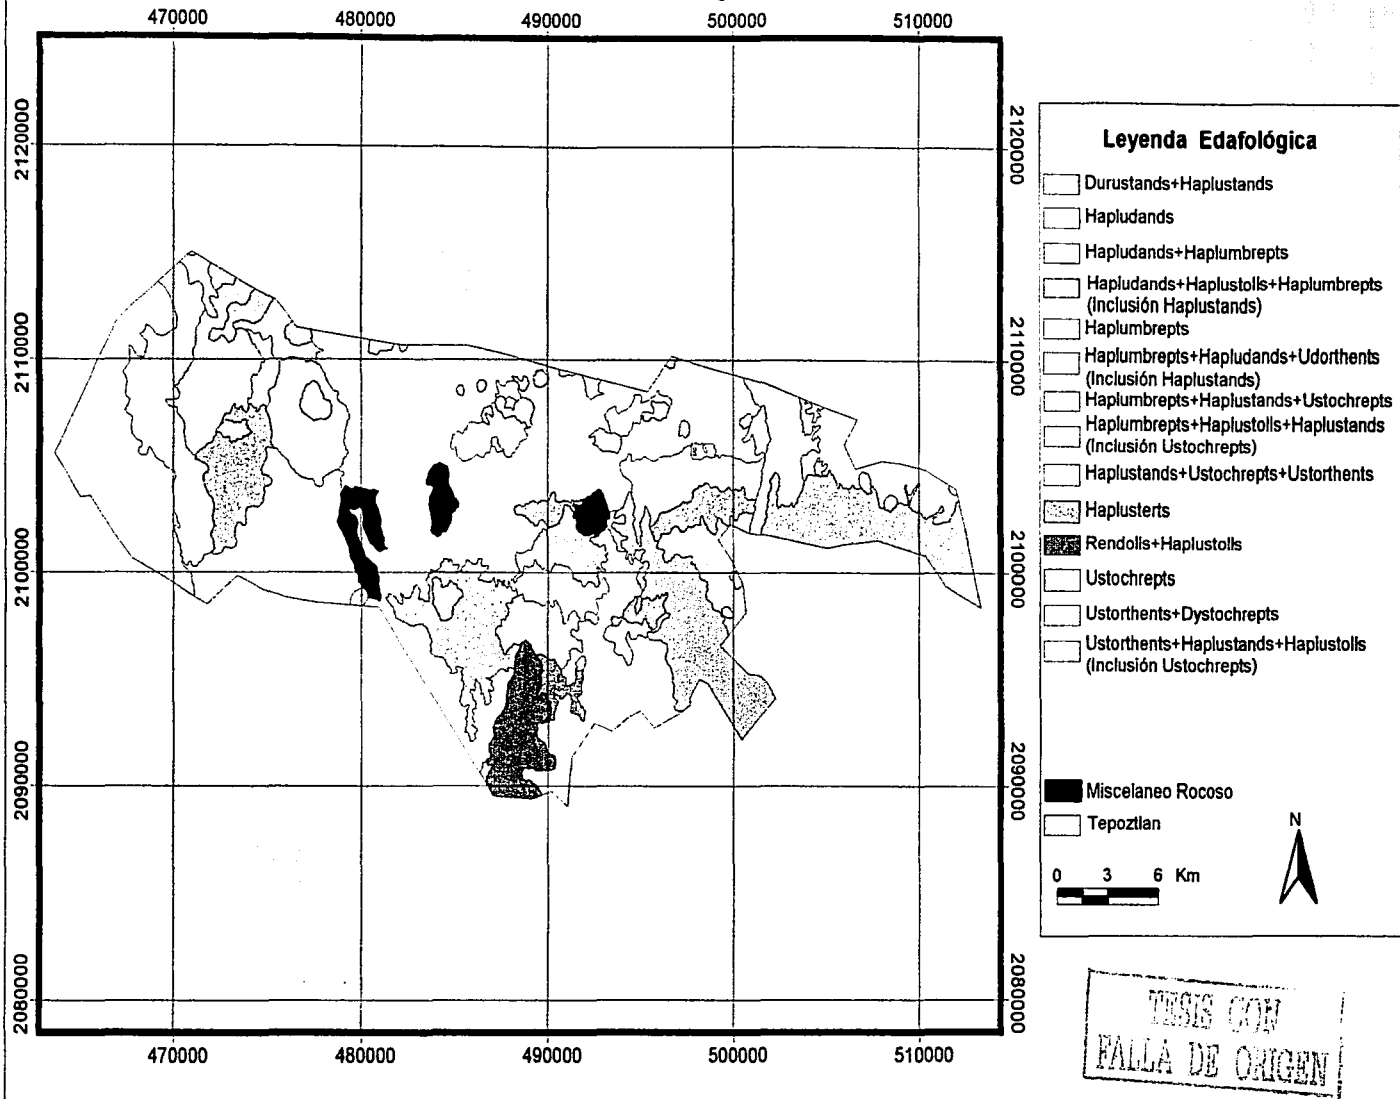 470000 480000 490000 500000 510000
2120000
2110000
2100000
2090000
2080000
2120000
2110000
2100000
2090000
2080000
470000 480000 490000 500000 510000
Leyenda Edafológica
Durustands+Haplustands
Hapludands
Hapludands+Haplumbrepts
Hapludands+Haplustolls+Haplumbrepts
(Inclusión Haplustands)
Haplumbrepts
Haplumbrepts+Hapludands+Udorthents
(Inclusión Haplustands)
Haplumbrepts+Haplustands+Ustochrepts
Haplumbrepts+Haplustolls+Haplustands
(Inclusión Ustochrepts)
Haplustands+Ustochrepts+Ustorthents
Haplusterts
Rendolls+Haplustolls
Ustochrepts
Ustorthents+Dystochrepts
Ustorthents+Haplustands+Haplustolls
(Inclusión Ustochrepts)
Miscelaneo Rocoso
Tepoztlan
N
0 3 6 Km
TESIS CON
FALLA DE ORIGEN